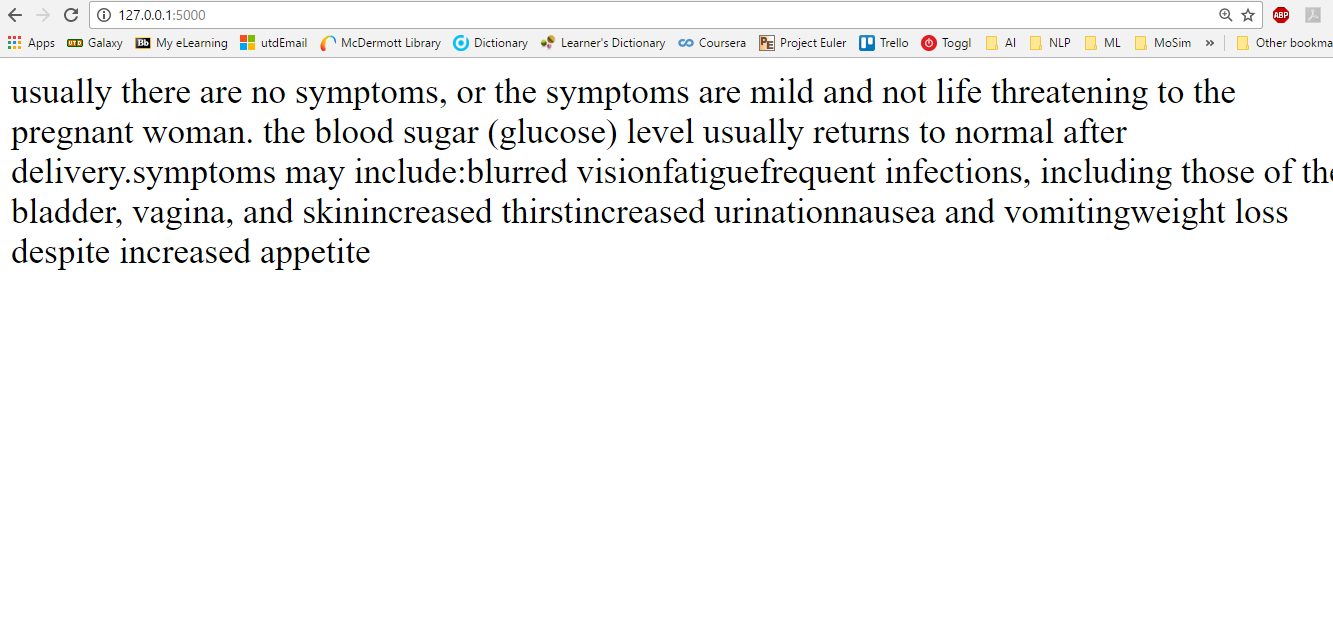 127.0.0.1:5000
ABP
Apps UTD Galaxy Bb My eLearning utdEmail McDermott Library Dictionary Learner's Dictionary Coursera PE Project Euler Trello Toggl AI NLP ML MoSim » Other bookma
usually there are no symptoms, or the symptoms are mild and not life threatening to the
pregnant woman. the blood sugar (glucose) level usually returns to normal after
delivery.symptoms may include:blurred visionfatiguefrequent infections, including those of the
bladder, vagina, and skinincreased thirstincreased urinationnausea and vomitingweight loss
despite increased appetite